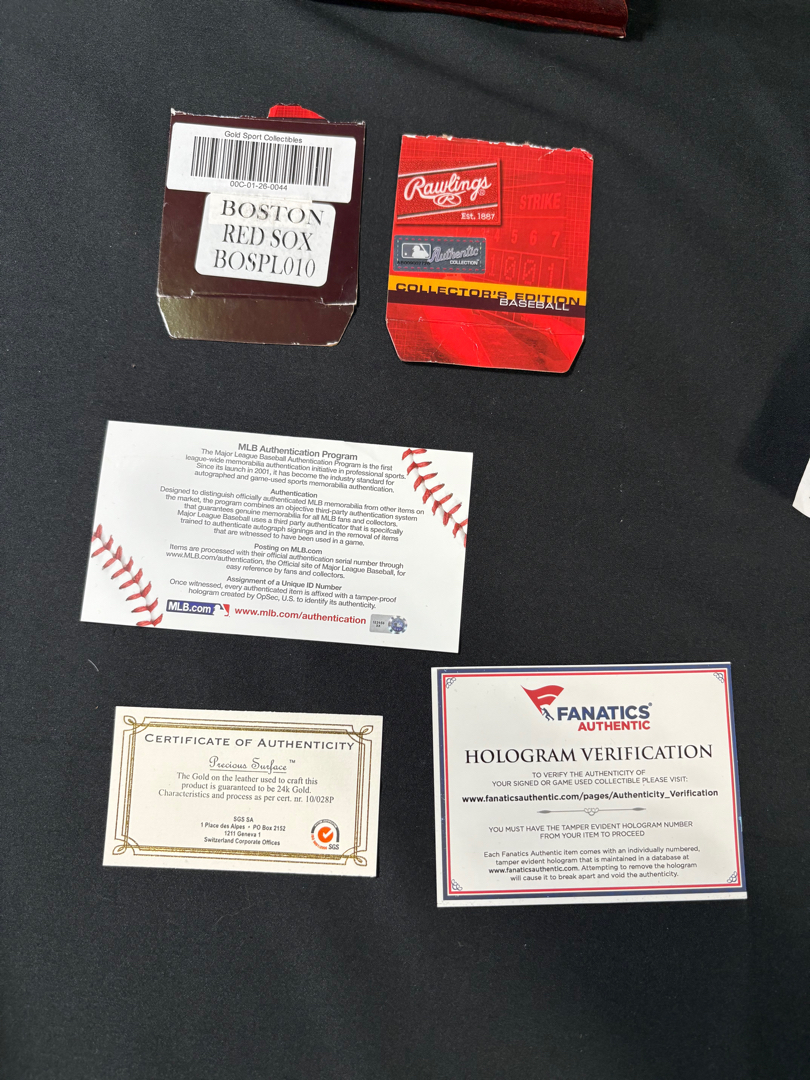 Gold Sport Collectibles
00C-01-26-0044
BOSTON
RED SOX
BOSPL010
Rawlings
Est. 1887
STRIKE
5 6 7
Authentic
COLLECTION
COLLECTOR'S EDITION
BASEBALL
MLB Authentication Program
The Major League Baseball Authentication Program is the first
league-wide memorabilia authentication initiative in professional sports.
Since its launch in 2001, it has become the industry standard for
autographed and game-used sports memorabilia authentication.
Authentication
Designed to distinguish officially authenticated MLB memorabilia from other items on
the market, the program combines an objective third-party authentication system
that guarantees genuine memorabilia for all MLB fans and collectors.
Major League Baseball uses a third party authenticator that is specifcally
trained to authenticate autograph signings and in the removal of items
that are witnessed to have been used in a game.
Posting on MLB.com
Items are processed with their official authentication serial number through
www.MLB.com/authentication, the Official site of Major League Baseball, for
easy reference by fans and collectors.
Assignment of a Unique ID Number
Once witnessed, every authenticated item is affixed with a tamper-proof
hologram created by OpSec, U.S. to identify its authenticity.
MLB.com www.mlb.com/authentication
CERTIFICATE OF AUTHENTICITY
Precious Surface™
The Gold on the leather used to craft this
product is guaranteed to be 24k Gold.
Characteristics and process as per cert. nr. 10/028P
SGS SA
1 Place des Alpes • PO Box 2152
1211 Geneva 1
Switzerland Corporate Offices
SGS
FANATICS®
AUTHENTIC
HOLOGRAM VERIFICATION
TO VERIFY THE AUTHENTICITY OF
YOUR SIGNED OR GAME USED COLLECTIBLE PLEASE VISIT:
www.fanaticsauthentic.com/pages/Authenticity_Verification
YOU MUST HAVE THE TAMPER EVIDENT HOLOGRAM NUMBER
FROM YOUR ITEM TO PROCEED
Each Fanatics Authentic item comes with an individually numbered,
tamper evident hologram that is maintained in a database at
www.fanaticsauthentic.com. Attempting to remove the hologram
will cause it to break apart and void the authenticity.